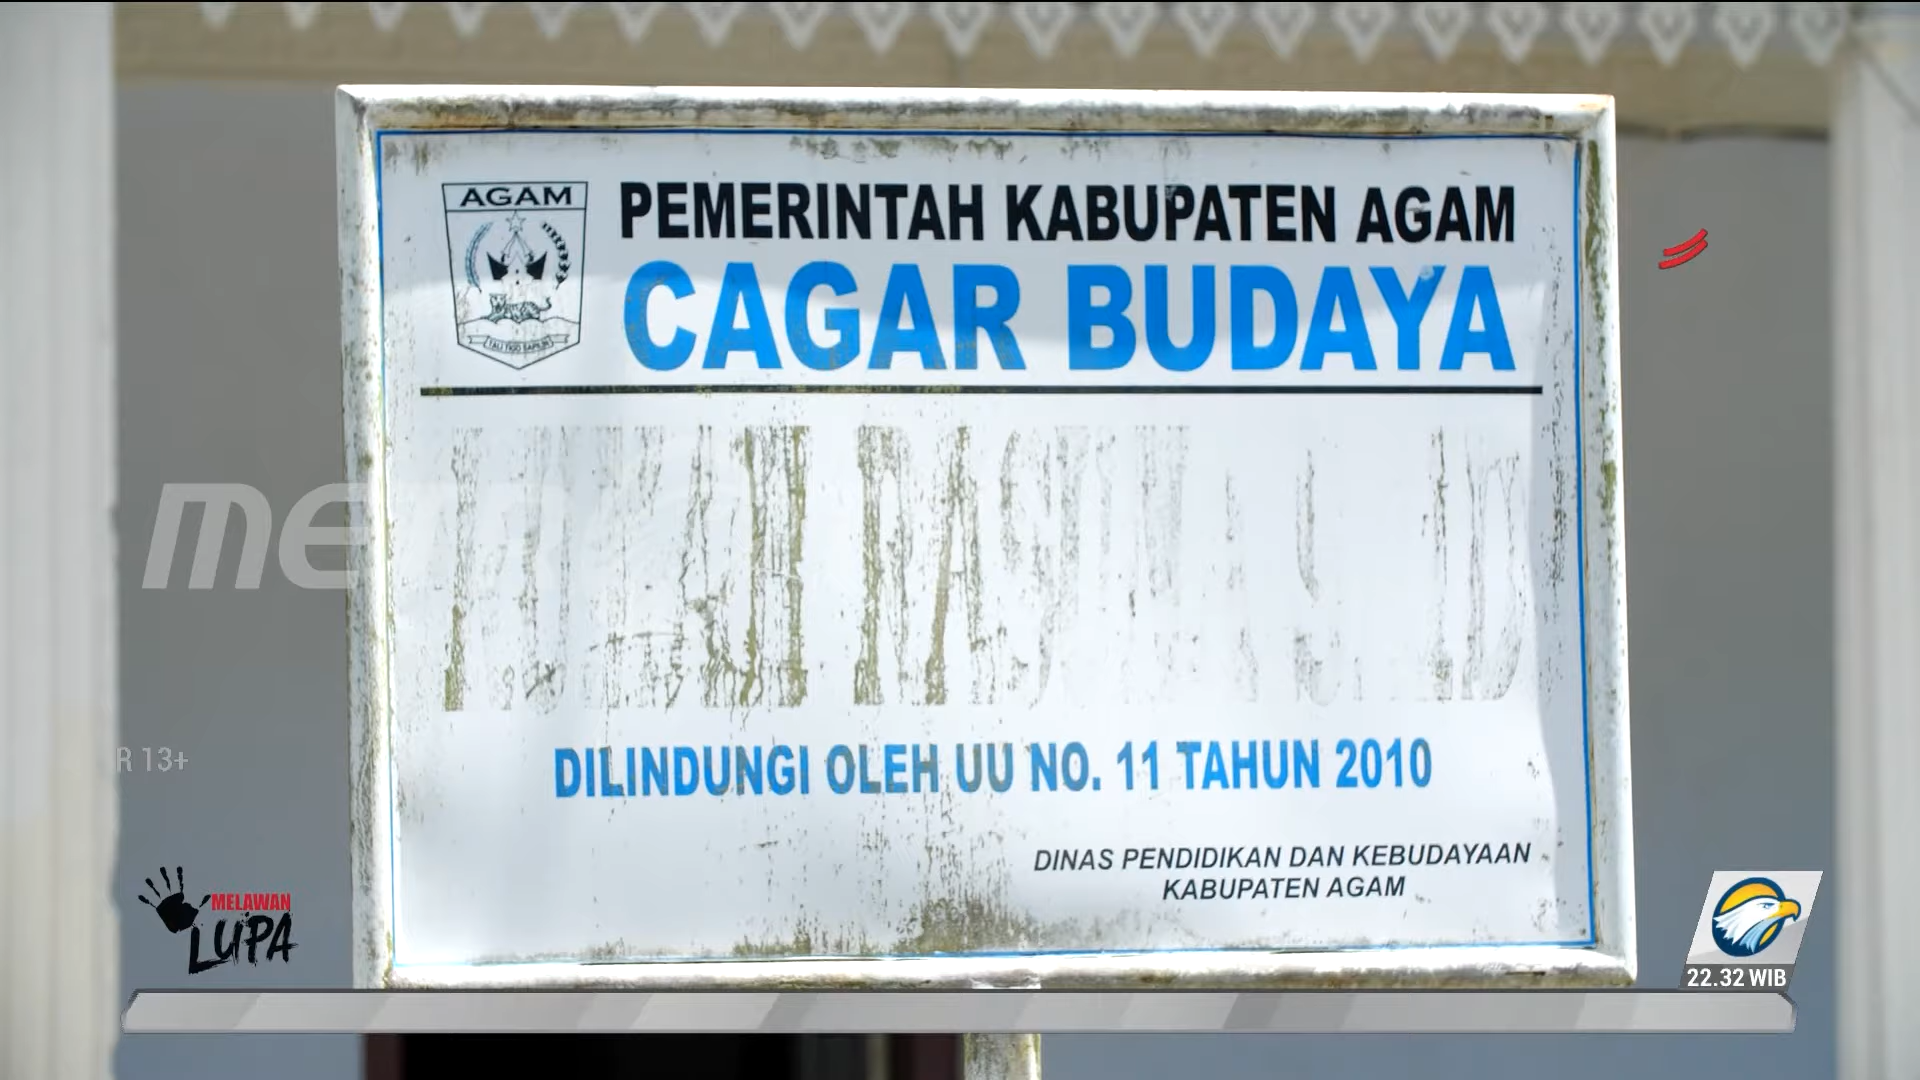 AGAM
PEMERINTAH KABUPATEN AGAM
CAGAR BUDAYA
DILINDUNGI OLEH UU NO. 11 TAHUN 2010
DINAS PENDIDIKAN DAN KEBUDAYAAN
KABUPATEN AGAM
METR
R 13+
MELAWAN
LUPA
22.32 WIB